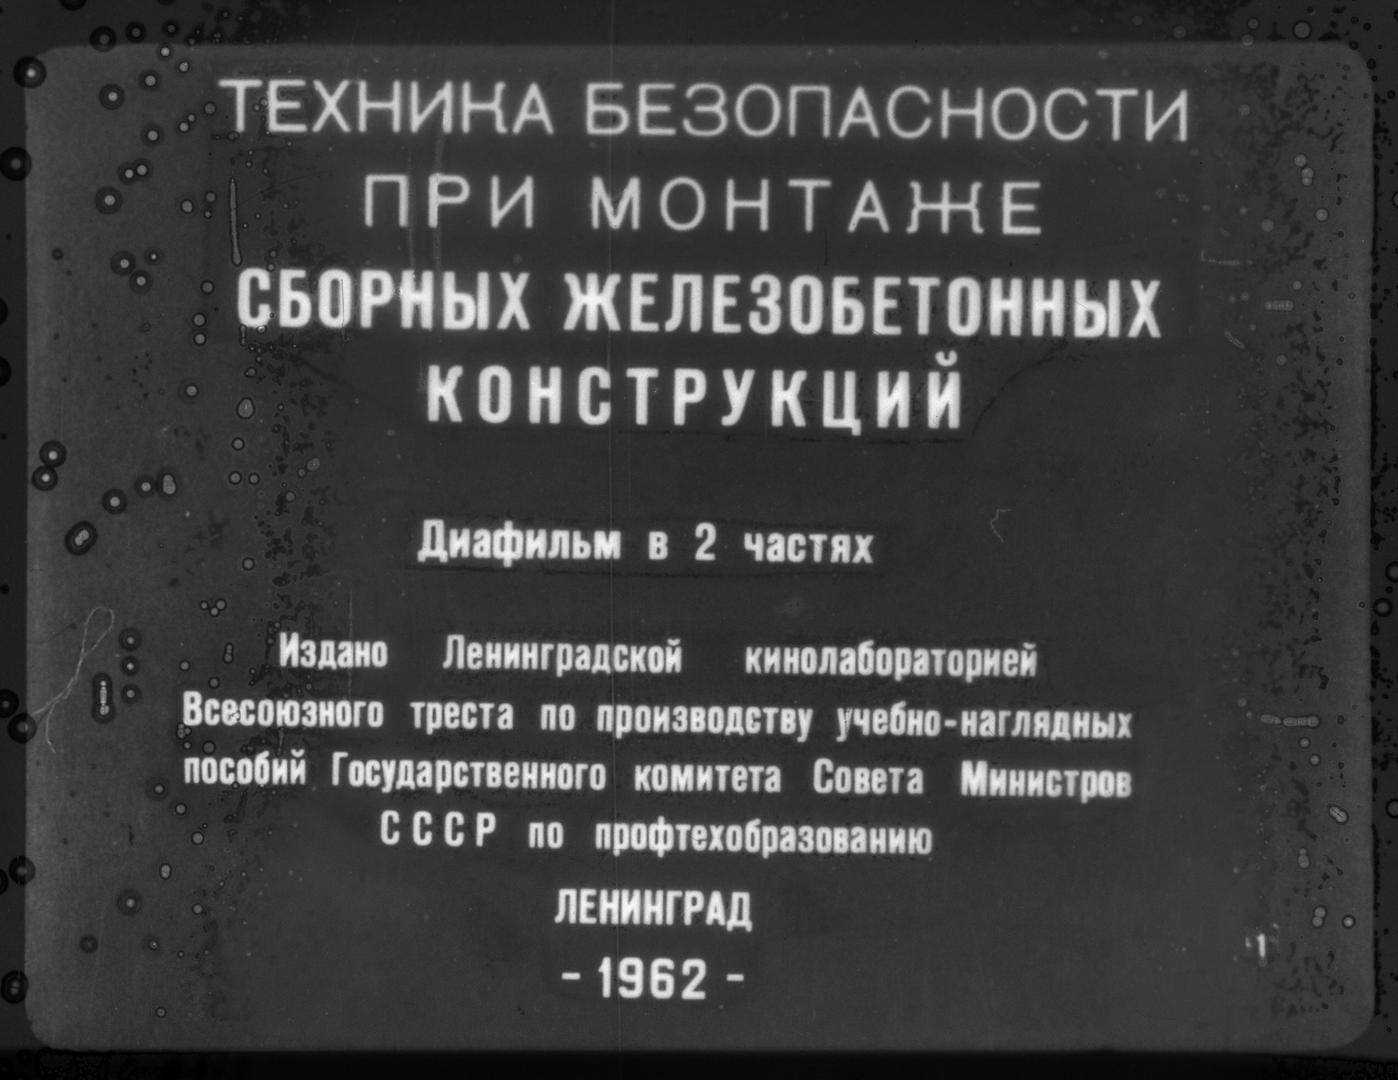 ТЕХНИКА БЕЗОПАСНОСТИ
ПРИ МОНТАЖЕ
СБОРНЫХ ЖЕЛЕЗОБЕТОННЫХ
КОНСТРУКЦИЙ
Диафильм в 2 частях
Издано Ленинградской кинолабораторией
Всесоюзного треста по производству учебно-наглядных
пособий Государственного комитета Совета Министров
СССР по профтехобразованию
ЛЕНИНГРАД
- 1962 -
1